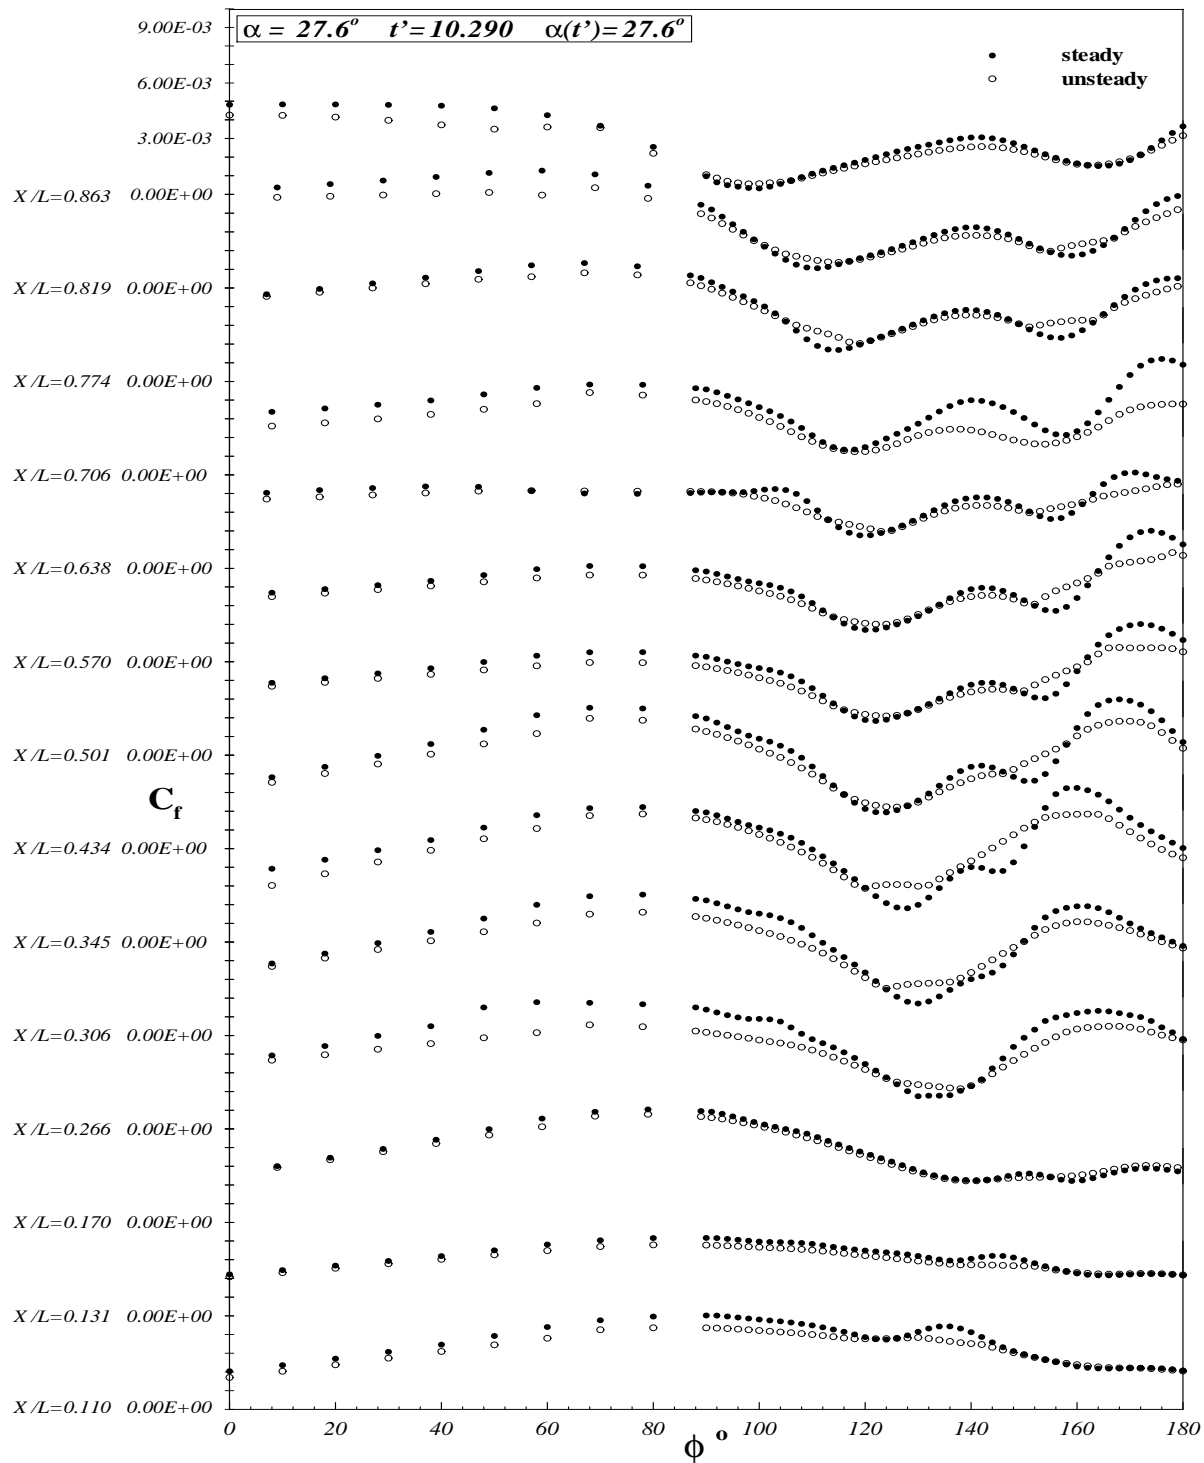 9.00E-03
α = 27.6° t'=10.290 α(t')=27.6°
steady
6.00E-03
unsteady
3.00E-03
X/L=0.863 0.00E+00
X/L=0.819 0.00E+00
X/L=0.774 0.00E+00
X/L=0.706 0.00E+00
X/L=0.638 0.00E+00
X/L=0.570 0.00E+00
X/L=0.501 0.00E+00
C_f
X/L=0.434 0.00E+00
X/L=0.345 0.00E+00
X/L=0.306 0.00E+00
X/L=0.266 0.00E+00
X/L=0.170 0.00E+00
X/L=0.131 0.00E+00
X/L=0.110 0.00E+00
0 20 40 60 80 100 120 140 160 180
ϕ °